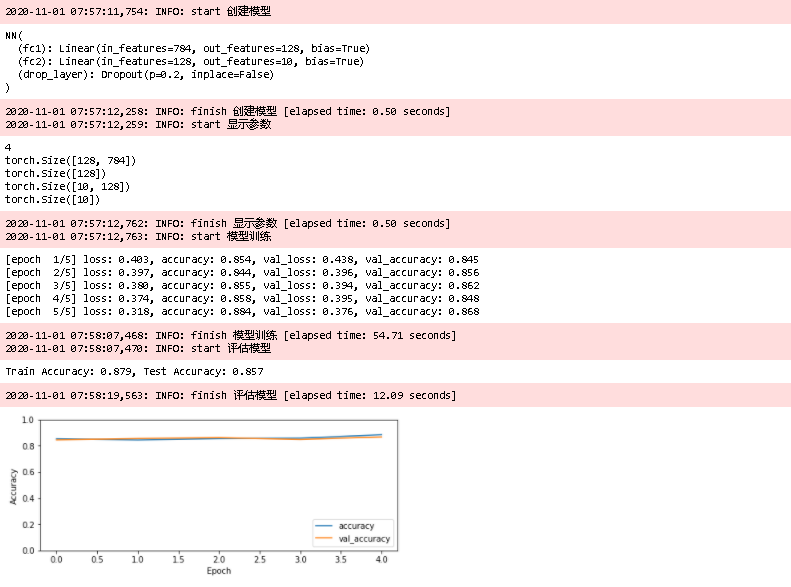 2020-11-01 07:57:11,754: INFO: start 创建模型
NN(
  (fc1): Linear(in_features=784, out_features=128, bias=True)
  (fc2): Linear(in_features=128, out_features=10, bias=True)
  (drop_layer): Dropout(p=0.2, inplace=False)
)
2020-11-01 07:57:12,258: INFO: finish 创建模型 [elapsed time: 0.50 seconds]
2020-11-01 07:57:12,259: INFO: start 显示参数
4
torch.Size([128, 784])
torch.Size([128])
torch.Size([10, 128])
torch.Size([10])
2020-11-01 07:57:12,762: INFO: finish 显示参数 [elapsed time: 0.50 seconds]
2020-11-01 07:57:12,763: INFO: start 模型训练
[epoch  1/5] loss: 0.403, accuracy: 0.854, val_loss: 0.438, val_accuracy: 0.845
[epoch  2/5] loss: 0.397, accuracy: 0.844, val_loss: 0.396, val_accuracy: 0.856
[epoch  3/5] loss: 0.380, accuracy: 0.855, val_loss: 0.394, val_accuracy: 0.862
[epoch  4/5] loss: 0.374, accuracy: 0.858, val_loss: 0.395, val_accuracy: 0.848
[epoch  5/5] loss: 0.318, accuracy: 0.884, val_loss: 0.376, val_accuracy: 0.868
2020-11-01 07:58:07,468: INFO: finish 模型训练 [elapsed time: 54.71 seconds]
2020-11-01 07:58:07,470: INFO: start 评估模型
Train Accuracy: 0.879, Test Accuracy: 0.857
2020-11-01 07:58:19,563: INFO: finish 评估模型 [elapsed time: 12.09 seconds]
1.0
0.8
0.6
0.4
0.2
0.0
Accuracy
accuracy
val_accuracy
0.0 0.5 1.0 1.5 2.0 2.5 3.0 3.5 4.0
Epoch